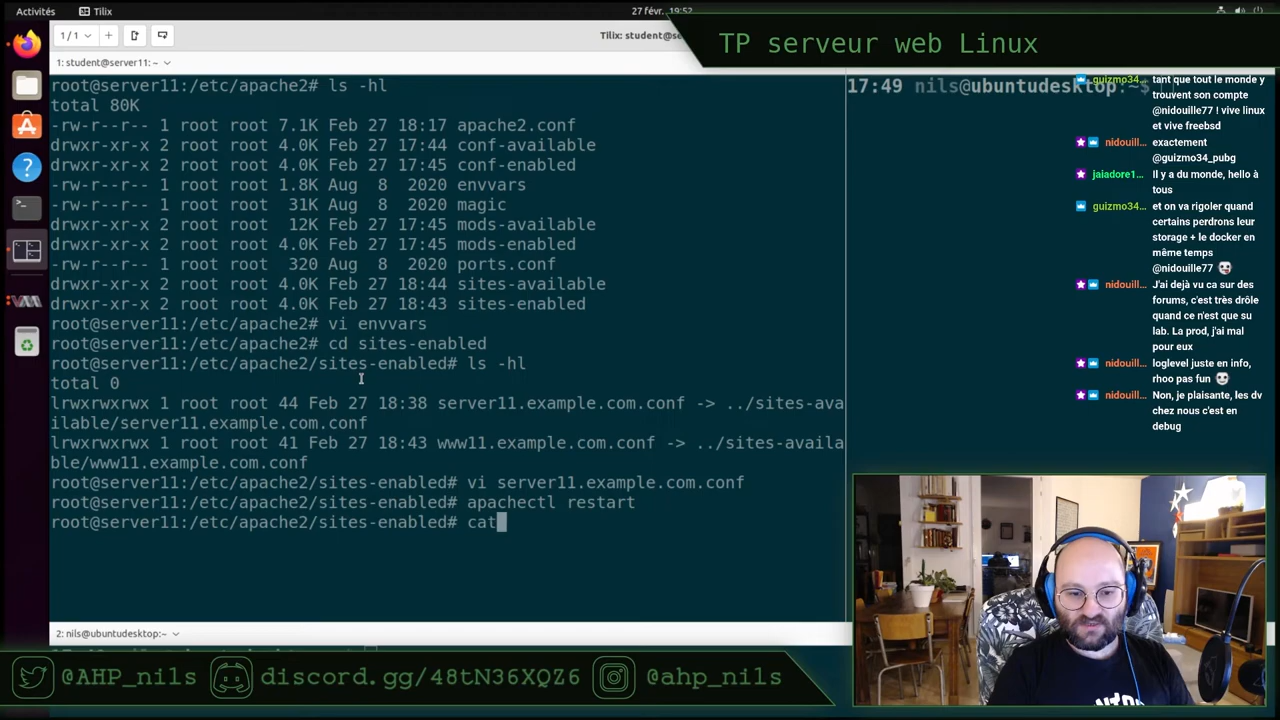 Activités
Tilix
27 févr. 19:52
1 / 1
Tilix: student@se
TP serveur web Linux
1: student@server11: ~
root@server11:/etc/apache2# ls -hl
total 80K
-rw-r--r-- 1 root root 7.1K Feb 27 18:17 apache2.conf
drwxr-xr-x 2 root root 4.0K Feb 27 17:44 conf-available
drwxr-xr-x 2 root root 4.0K Feb 27 17:45 conf-enabled
-rw-r--r-- 1 root root 1.8K Aug  8  2020 envvars
-rw-r--r-- 1 root root  31K Aug  8  2020 magic
drwxr-xr-x 2 root root  12K Feb 27 17:45 mods-available
drwxr-xr-x 2 root root 4.0K Feb 27 17:45 mods-enabled
-rw-r--r-- 1 root root  320 Aug  8  2020 ports.conf
drwxr-xr-x 2 root root 4.0K Feb 27 18:44 sites-available
drwxr-xr-x 2 root root 4.0K Feb 27 18:43 sites-enabled
root@server11:/etc/apache2# vi envvars
root@server11:/etc/apache2# cd sites-enabled
root@server11:/etc/apache2/sites-enabled# ls -hl
total 0
lrwxrwxrwx 1 root root 44 Feb 27 18:38 server11.example.com.conf -> ../sites-ava
ilable/server11.example.com.conf
lrwxrwxrwx 1 root root 41 Feb 27 18:43 www11.example.com.conf -> ../sites-availa
ble/www11.example.com.conf
root@server11:/etc/apache2/sites-enabled# vi server11.example.com.conf
root@server11:/etc/apache2/sites-enabled# apachectl restart
root@server11:/etc/apache2/sites-enabled# cat
17:49 nils@ubuntudesktop:~$
guizmo34... tant que tout le monde y
trouvent son compte
@nidouille77 ! vive linux
et vive freebsd
nidouill... exactement
@guizmo34_pubg
jaiadore1... Il y a du monde, hello à
tous
guizmo34... et on va rigoler quand
certains perdrons leur
storage + le docker en
même temps
@nidouille77
nidouill... J'ai déjà vu ca sur des
forums, c'est très drôle
quand ce n'est que su
lab. La prod, j'ai mal
pour eux
nidouill... loglevel juste en info,
rhoo pas fun
nidouill... Non, je plaisante, les dv
chez nous c'est en
debug
2: nils@ubuntudesktop:~
@AHP_nils
discord.gg/48tN36XQZ6
@ahp_nils